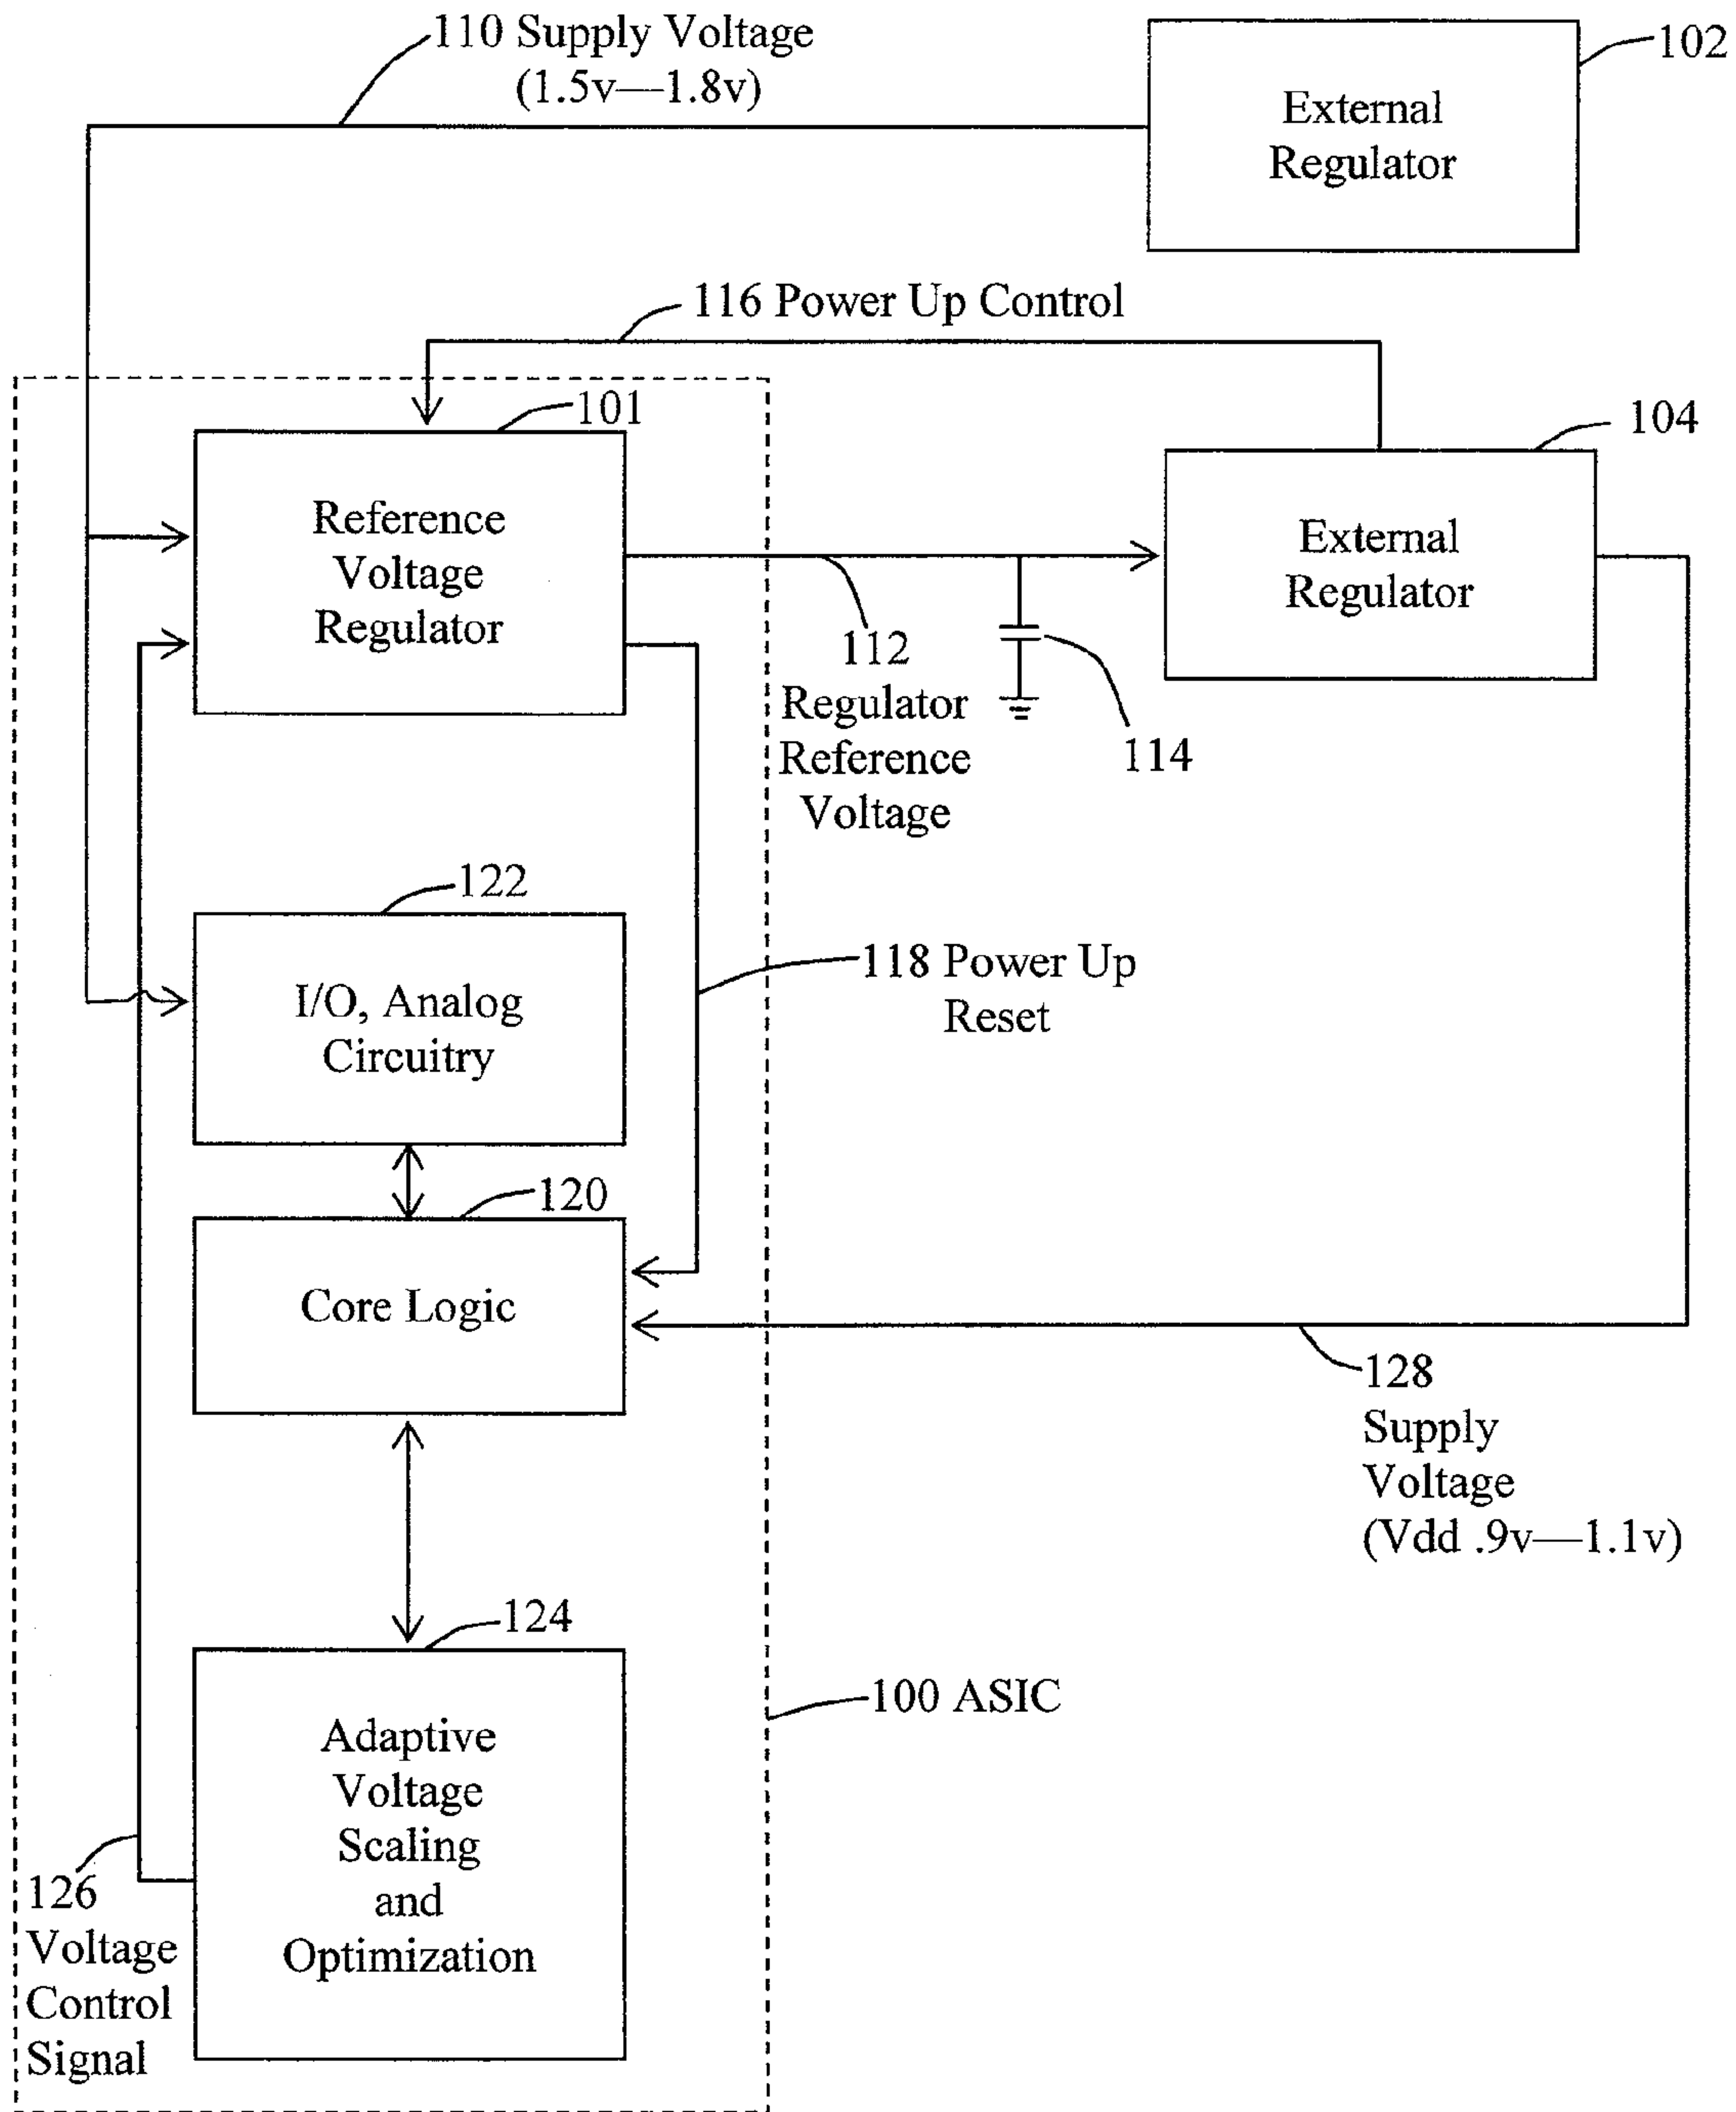 110 Supply Voltage
(1.5v—1.8v)
102
External
Regulator
116 Power Up Control
101
104
Reference
Voltage
Regulator
External
Regulator
112
Regulator
Reference
Voltage
114
122
118 Power Up
Reset
I/O, Analog
Circuitry
120
Core Logic
128
Supply
Voltage
(Vdd .9v—1.1v)
124
100 ASIC
Adaptive
Voltage
Scaling
and
Optimization
126
Voltage
Control
Signal